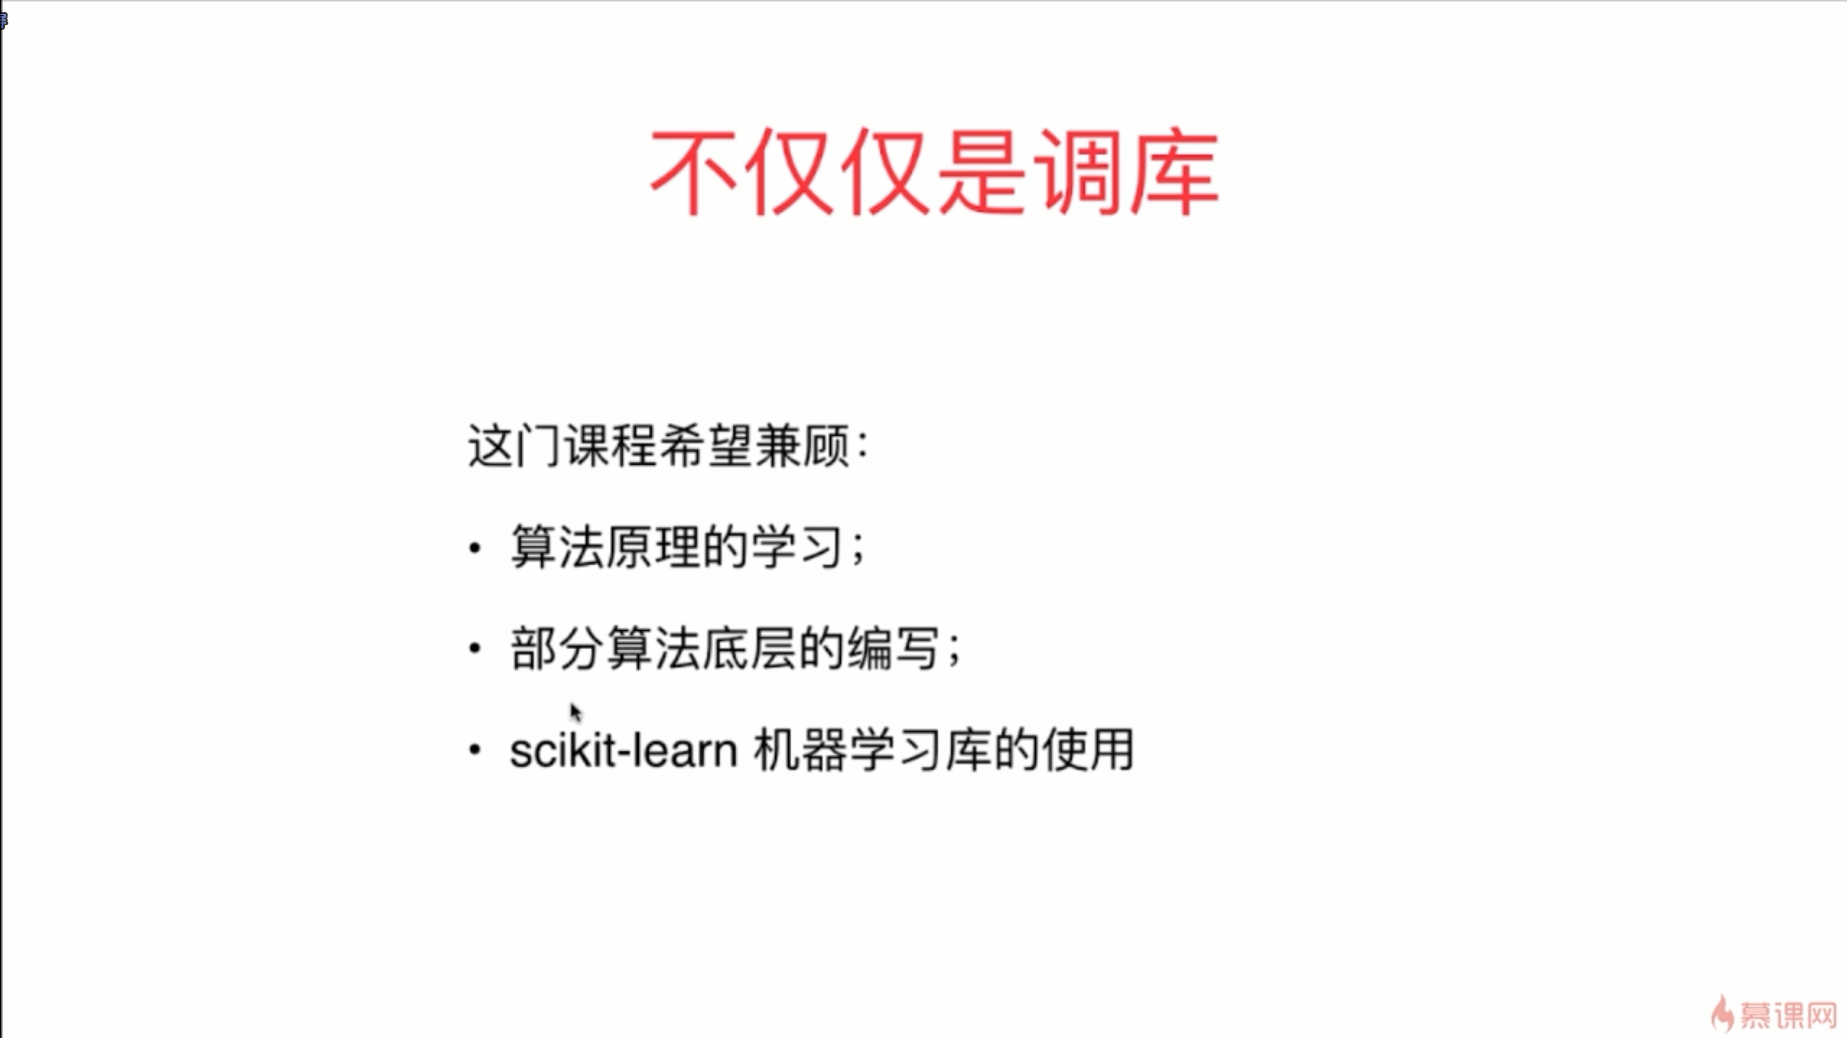 不仅仅是调库
这门课程希望兼顾：
• 算法原理的学习；
• 部分算法底层的编写；
• scikit-learn 机器学习库的使用
慕课网